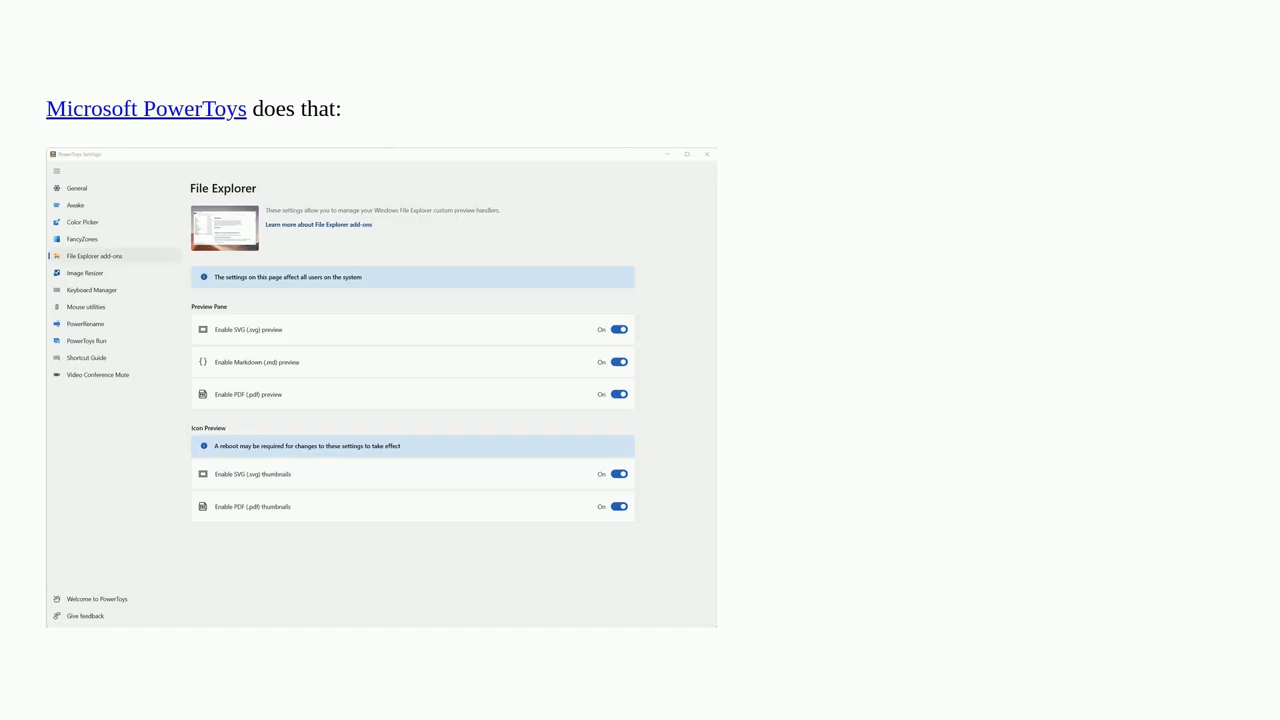 Microsoft PowerToys does that:
PowerToys Settings
General
Awake
Color Picker
FancyZones
File Explorer add-ons
Image Resizer
Keyboard Manager
Mouse utilities
PowerRename
PowerToys Run
Shortcut Guide
Video Conference Mute
Welcome to PowerToys
Give feedback
File Explorer
These settings allow you to manage your Windows File Explorer custom preview handlers.
Learn more about File Explorer add-ons
The settings on this page affect all users on the system
Preview Pane
Enable SVG (.svg) preview On
Enable Markdown (.md) preview On
Enable PDF (.pdf) preview On
Icon Preview
A reboot may be required for changes to these settings to take effect
Enable SVG (.svg) thumbnails On
Enable PDF (.pdf) thumbnails On